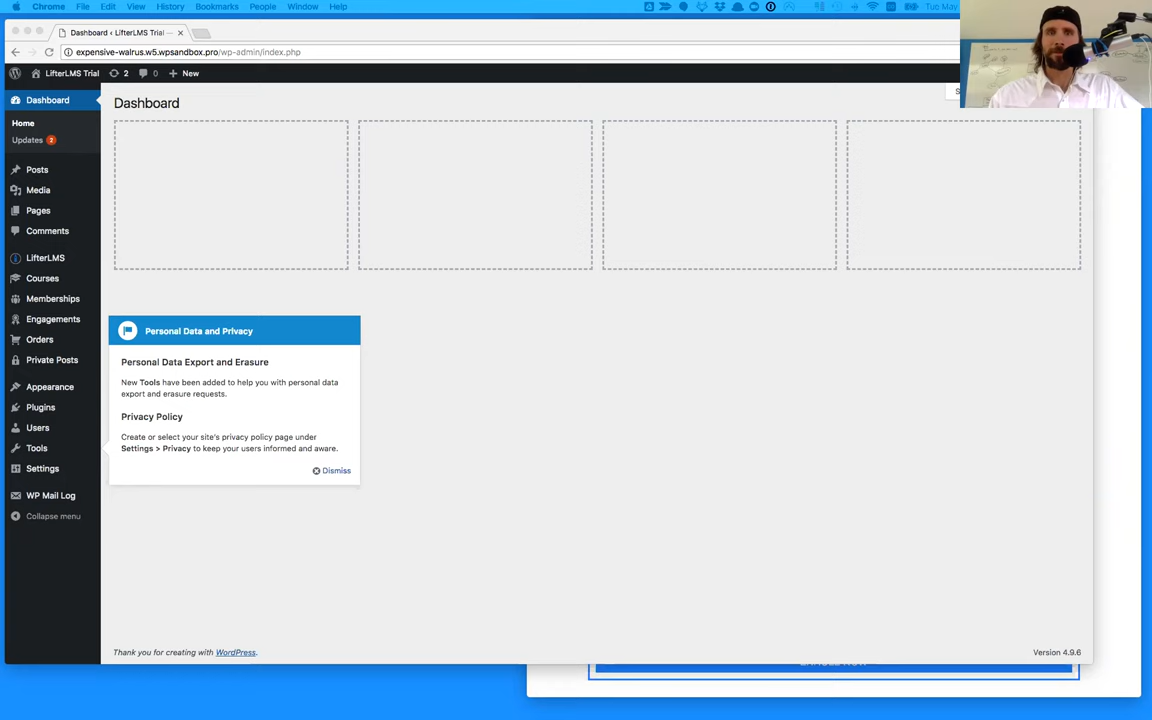 Chrome File Edit View History Bookmarks People Window Help
Tue May
Dashboard ‹ LifterLMS Trial —
expensive-walrus.w5.wpsandbox.pro/wp-admin/index.php
LifterLMS Trial 2 0 New
Dashboard
Home
Updates 2
Posts
Media
Pages
Comments
LifterLMS
Courses
Memberships
Engagements
Orders
Private Posts
Appearance
Plugins
Users
Tools
Settings
WP Mail Log
Collapse menu
Dashboard
Personal Data and Privacy
Personal Data Export and Erasure
New Tools have been added to help you with personal data
export and erasure requests.
Privacy Policy
Create or select your site's privacy policy page under
Settings > Privacy to keep your users informed and aware.
Dismiss
Thank you for creating with WordPress.
Version 4.9.6